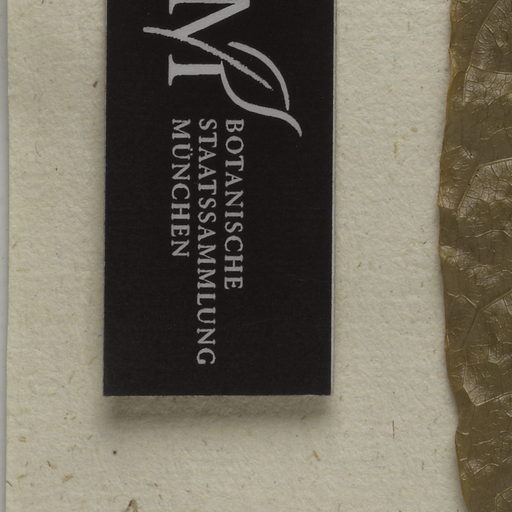 M
BOTANISCHE
STAATSSAMMLUNG
MÜNCHEN